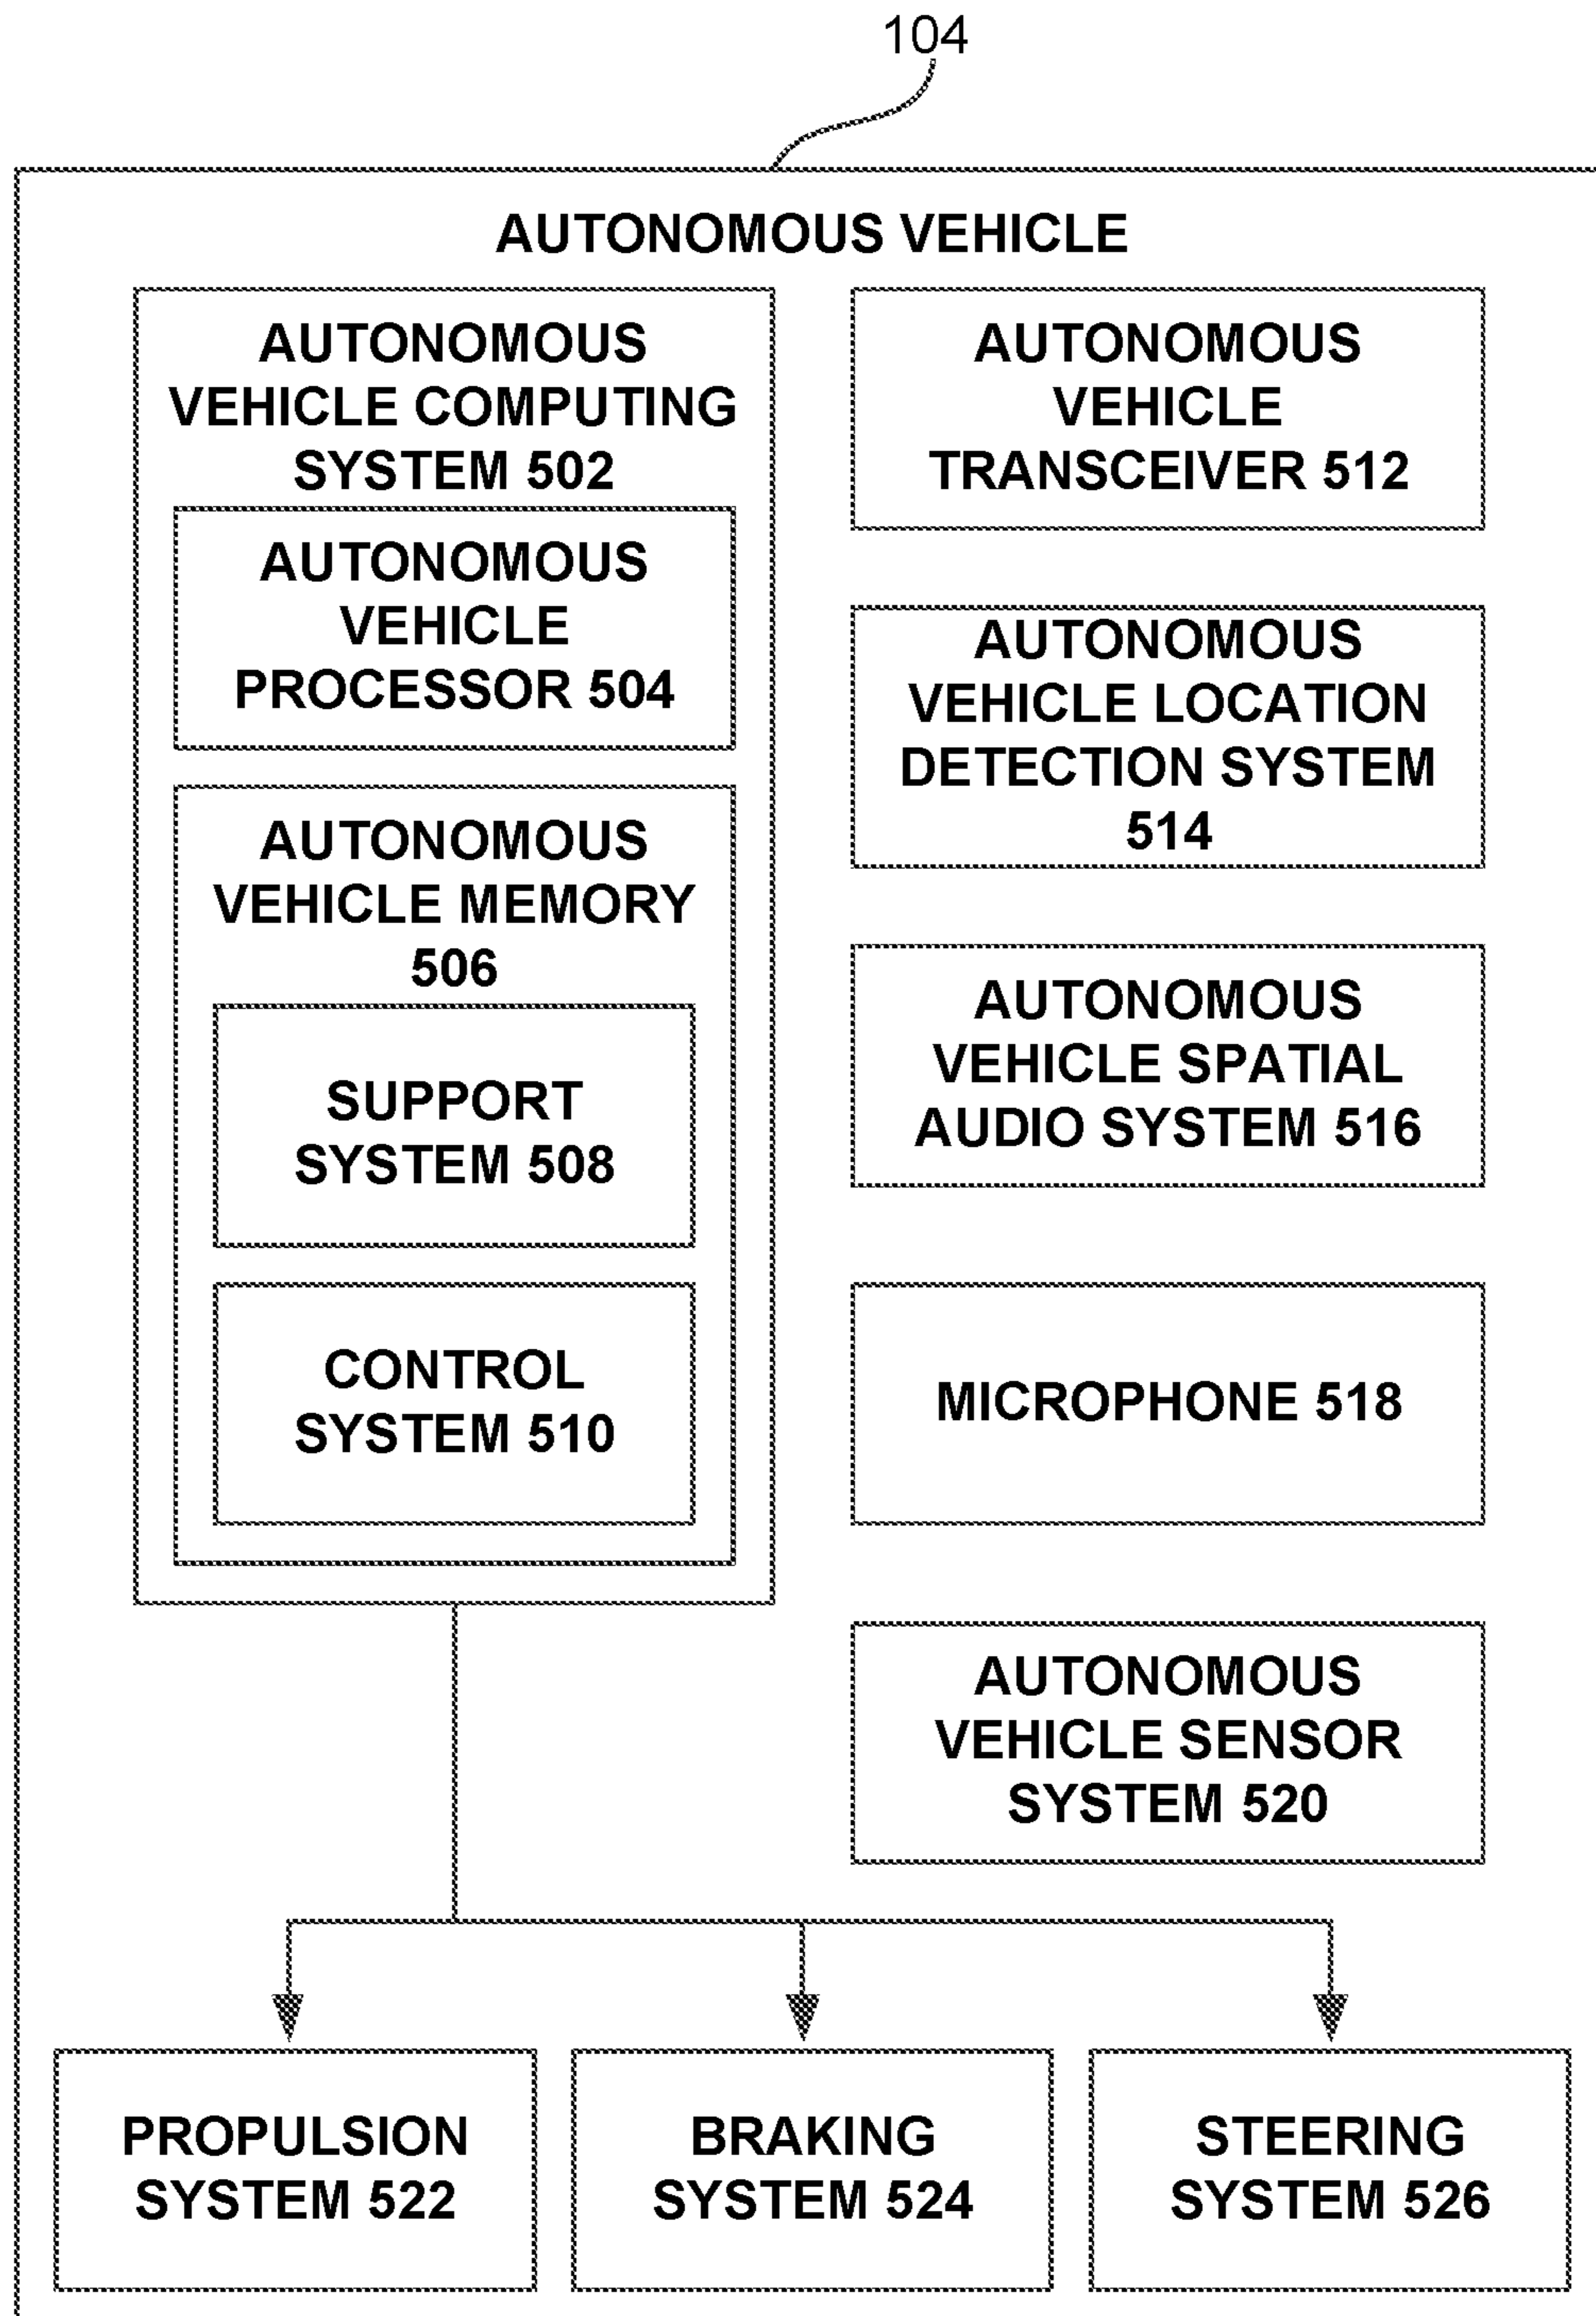 104
AUTONOMOUS VEHICLE
AUTONOMOUS
VEHICLE COMPUTING
SYSTEM 502
AUTONOMOUS
VEHICLE
PROCESSOR 504
AUTONOMOUS
VEHICLE MEMORY
506
SUPPORT
SYSTEM 508
CONTROL
SYSTEM 510
AUTONOMOUS
VEHICLE
TRANSCEIVER 512
AUTONOMOUS
VEHICLE LOCATION
DETECTION SYSTEM
514
AUTONOMOUS
VEHICLE SPATIAL
AUDIO SYSTEM 516
MICROPHONE 518
AUTONOMOUS
VEHICLE SENSOR
SYSTEM 520
PROPULSION
SYSTEM 522
BRAKING
SYSTEM 524
STEERING
SYSTEM 526